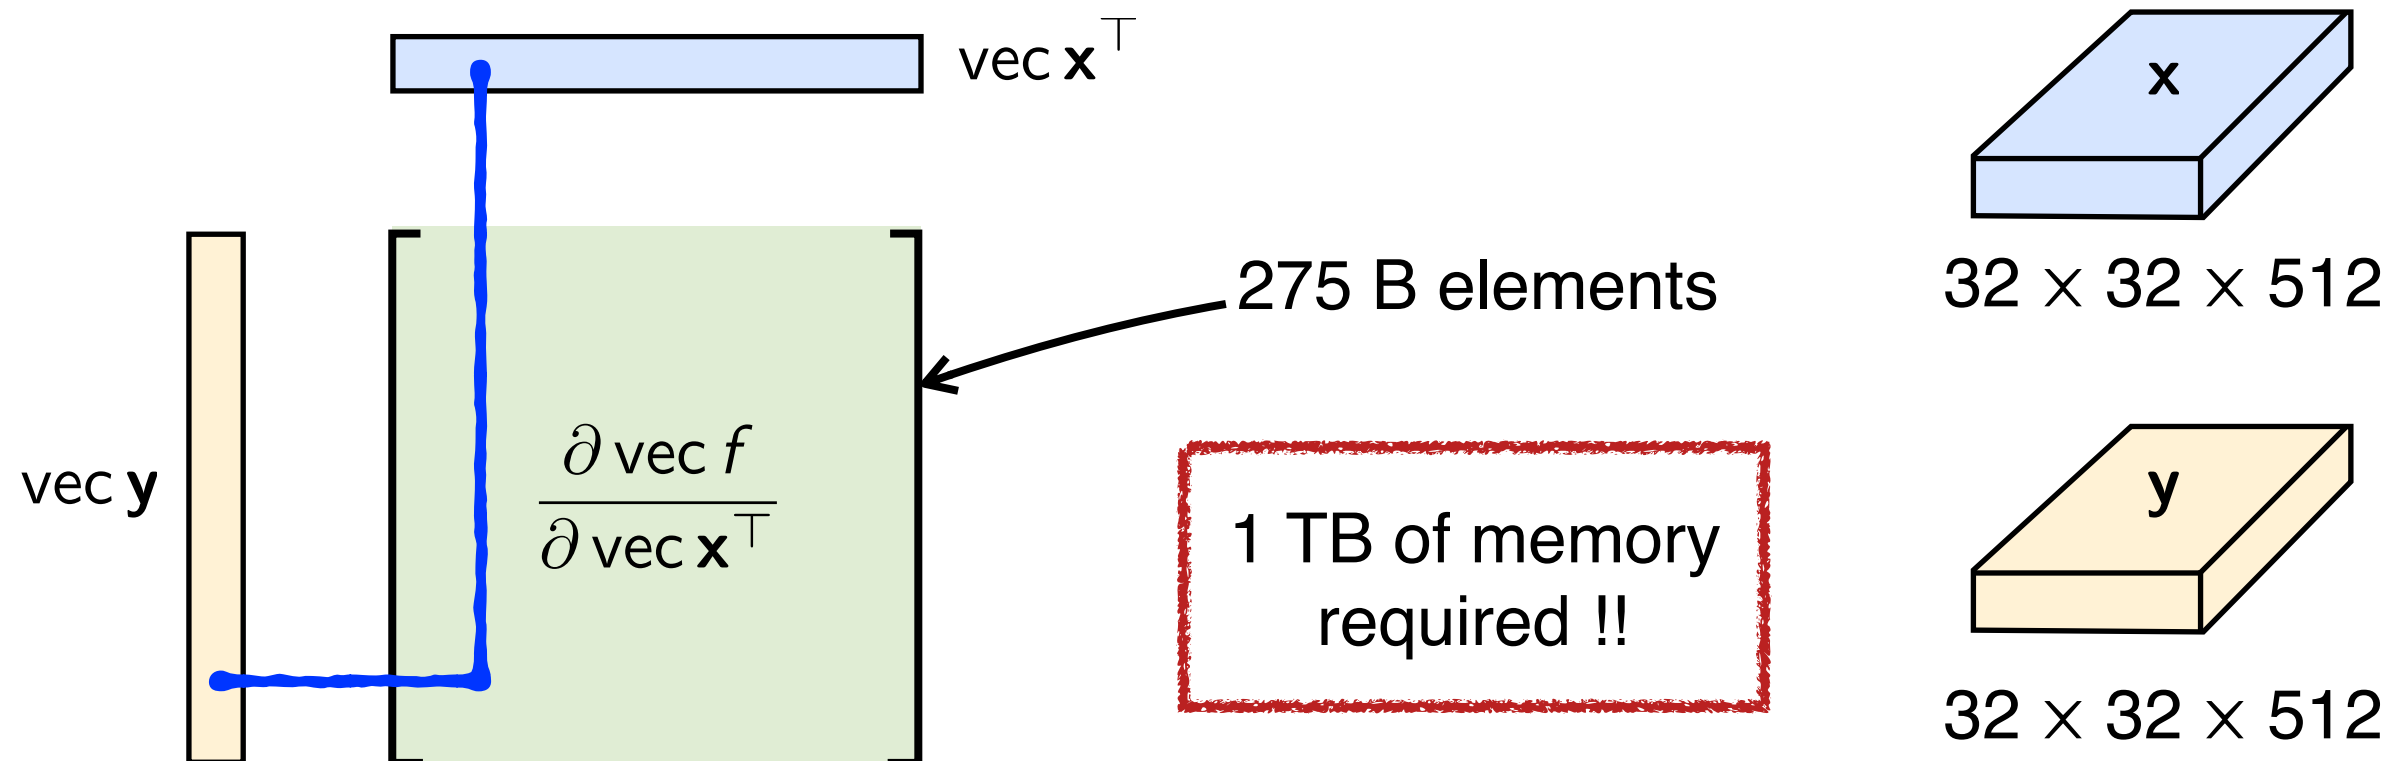 vec x⊤
x
275 B elements
32 × 32 × 512
vec y
∂ vec f
∂ vec x⊤
1 TB of memory
required !!
y
32 × 32 × 512